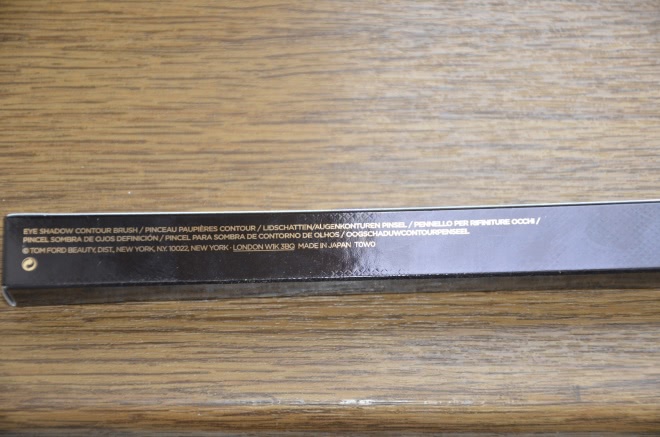 EYE SHADOW CONTOUR BRUSH / PINCEAU PAUPIÈRES CONTOUR / LIDSCHATTEN/AUGENKONTUREN PINSEL / PENNELLO PER RIFINITURE OCCHI /
PINCEL SOMBRA DE OJOS DEFINICIÓN / PINCEL PARA SOMBRA DE CONTORNO DE OLHOS / OOGSCHADUWCONTOURPENSEEL
© TOM FORD BEAUTY, DIST., NEW YORK, N.Y. 10022, NEW YORK · LONDON W1K 3BQ MADE IN JAPAN T0W0